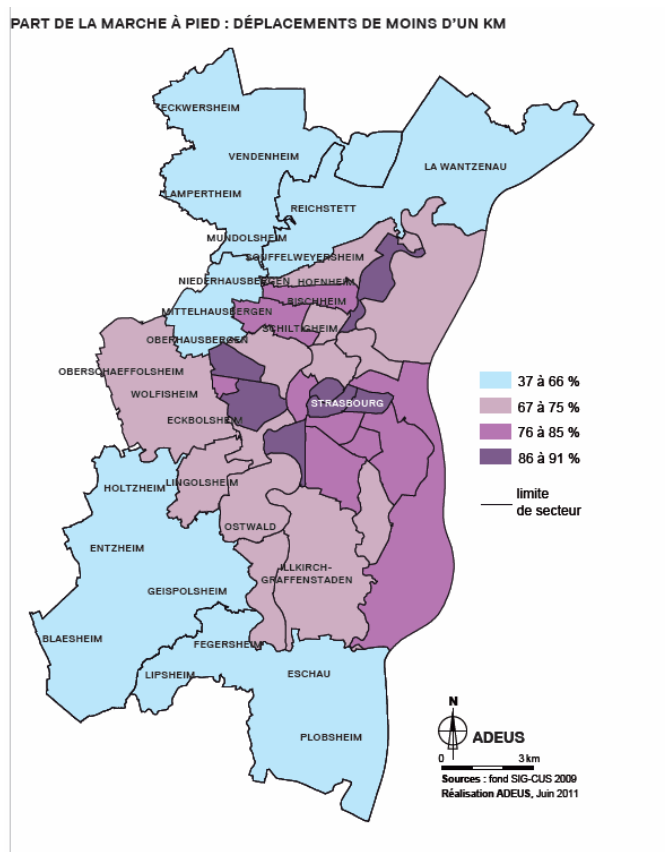 PART DE LA MARCHE À PIED : DÉPLACEMENTS DE MOINS D'UN KM
ECKWERSHEIM
VENDENHEIM
LA WANTZENAU
LAMPERTHEIM
REICHSTETT
MUNDOLSHEIM
SOUFFELWEYERSHEIM
NIEDERHAUSBERGEN
HOENHEIM
BISCHHEIM
MITTELHAUSBERGEN
SCHILTIGHEIM
OBERHAUSBERGEN
OBERSCHAEFFOLSHEIM
WOLFISHEIM
STRASBOURG
ECKBOLSHEIM
37 à 66 %
67 à 75 %
76 à 85 %
86 à 91 %
limite
de secteur
HOLTZHEIM
LINGOLSHEIM
OSTWALD
ENTZHEIM
ILLKIRCH-
GRAFFENSTADEN
GEISPOLSHEIM
BLAESHEIM
FEGERSHEIM
LIPSHEIM
ESCHAU
PLOBSHEIM
N
ADEUS
0 3 km
Sources : fond SIG-CUS 2009
Réalisation ADEUS, Juin 2011